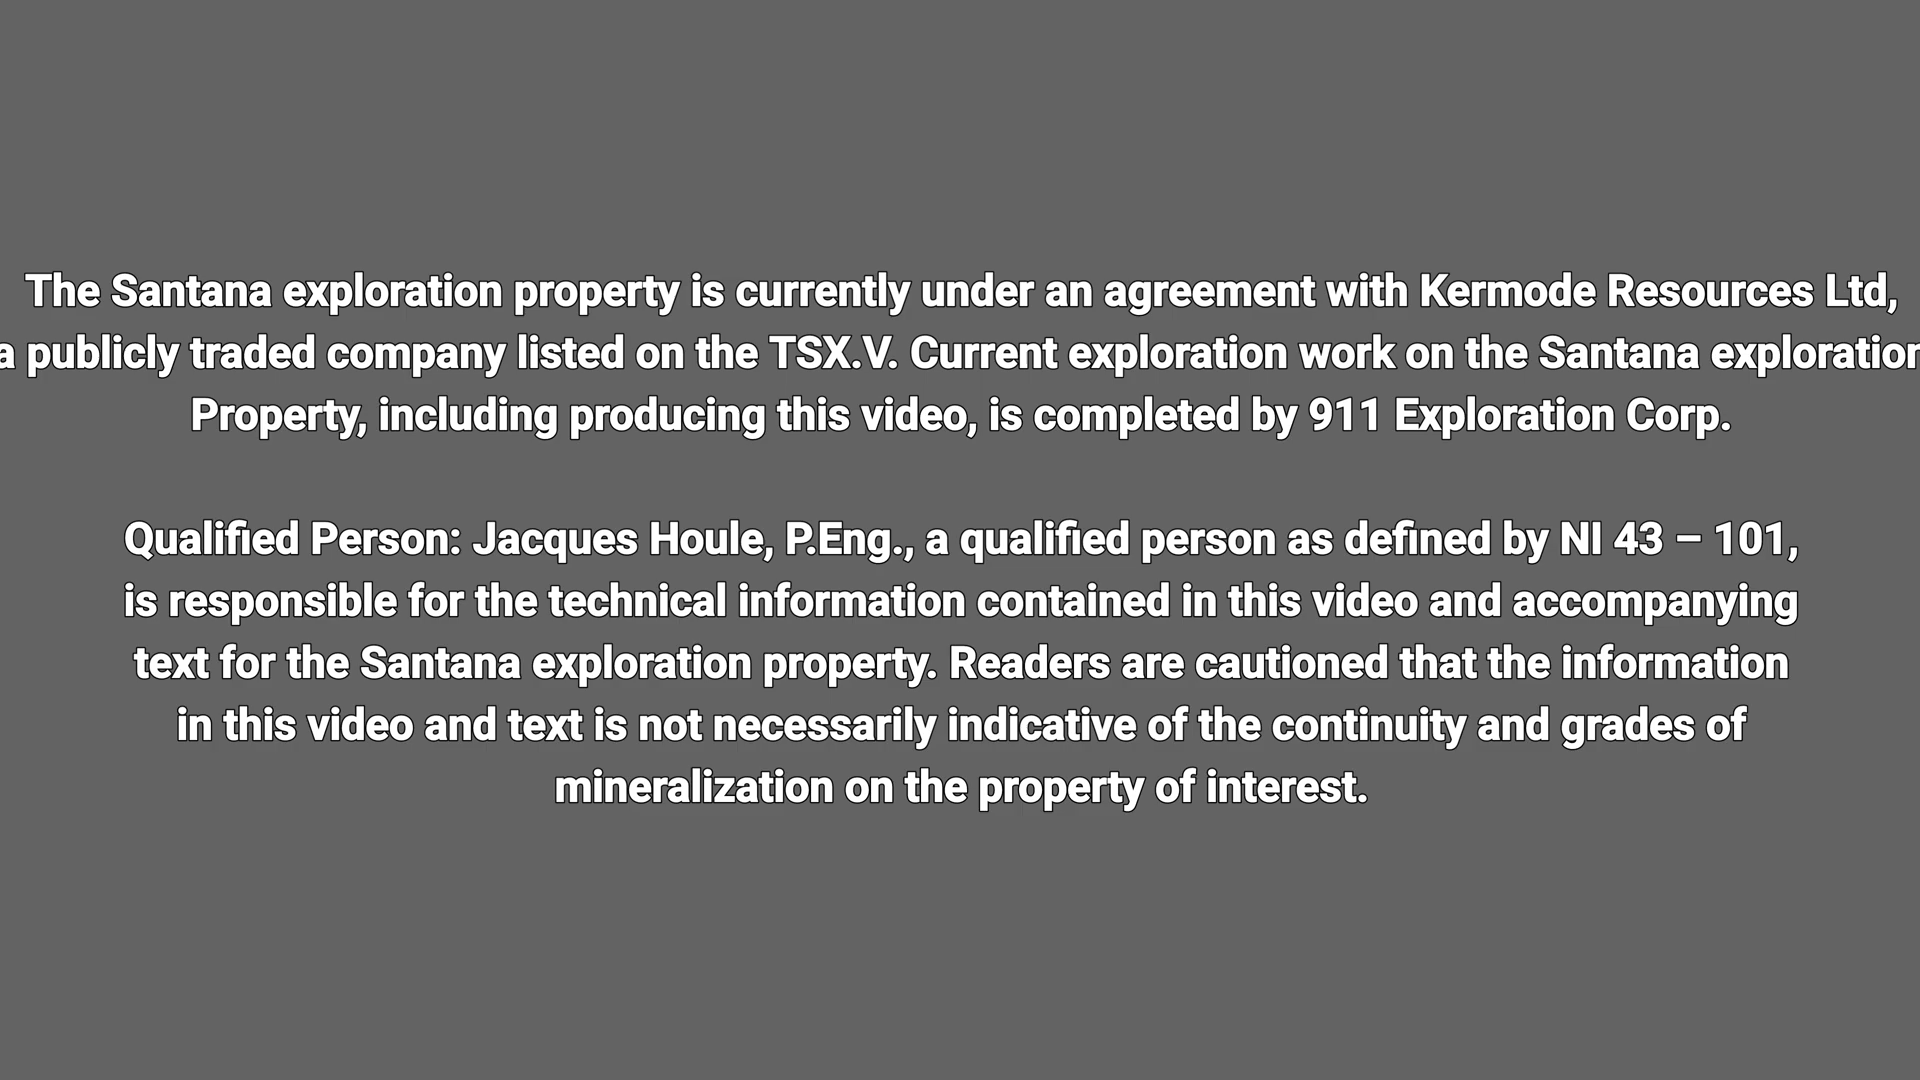 The Santana exploration property is currently under an agreement with Kermode Resources Ltd,
a publicly traded company listed on the TSX.V. Current exploration work on the Santana exploration
Property, including producing this video, is completed by 911 Exploration Corp.
Qualified Person: Jacques Houle, P.Eng., a qualified person as defined by NI 43 – 101,
is responsible for the technical information contained in this video and accompanying
text for the Santana exploration property. Readers are cautioned that the information
in this video and text is not necessarily indicative of the continuity and grades of
mineralization on the property of interest.